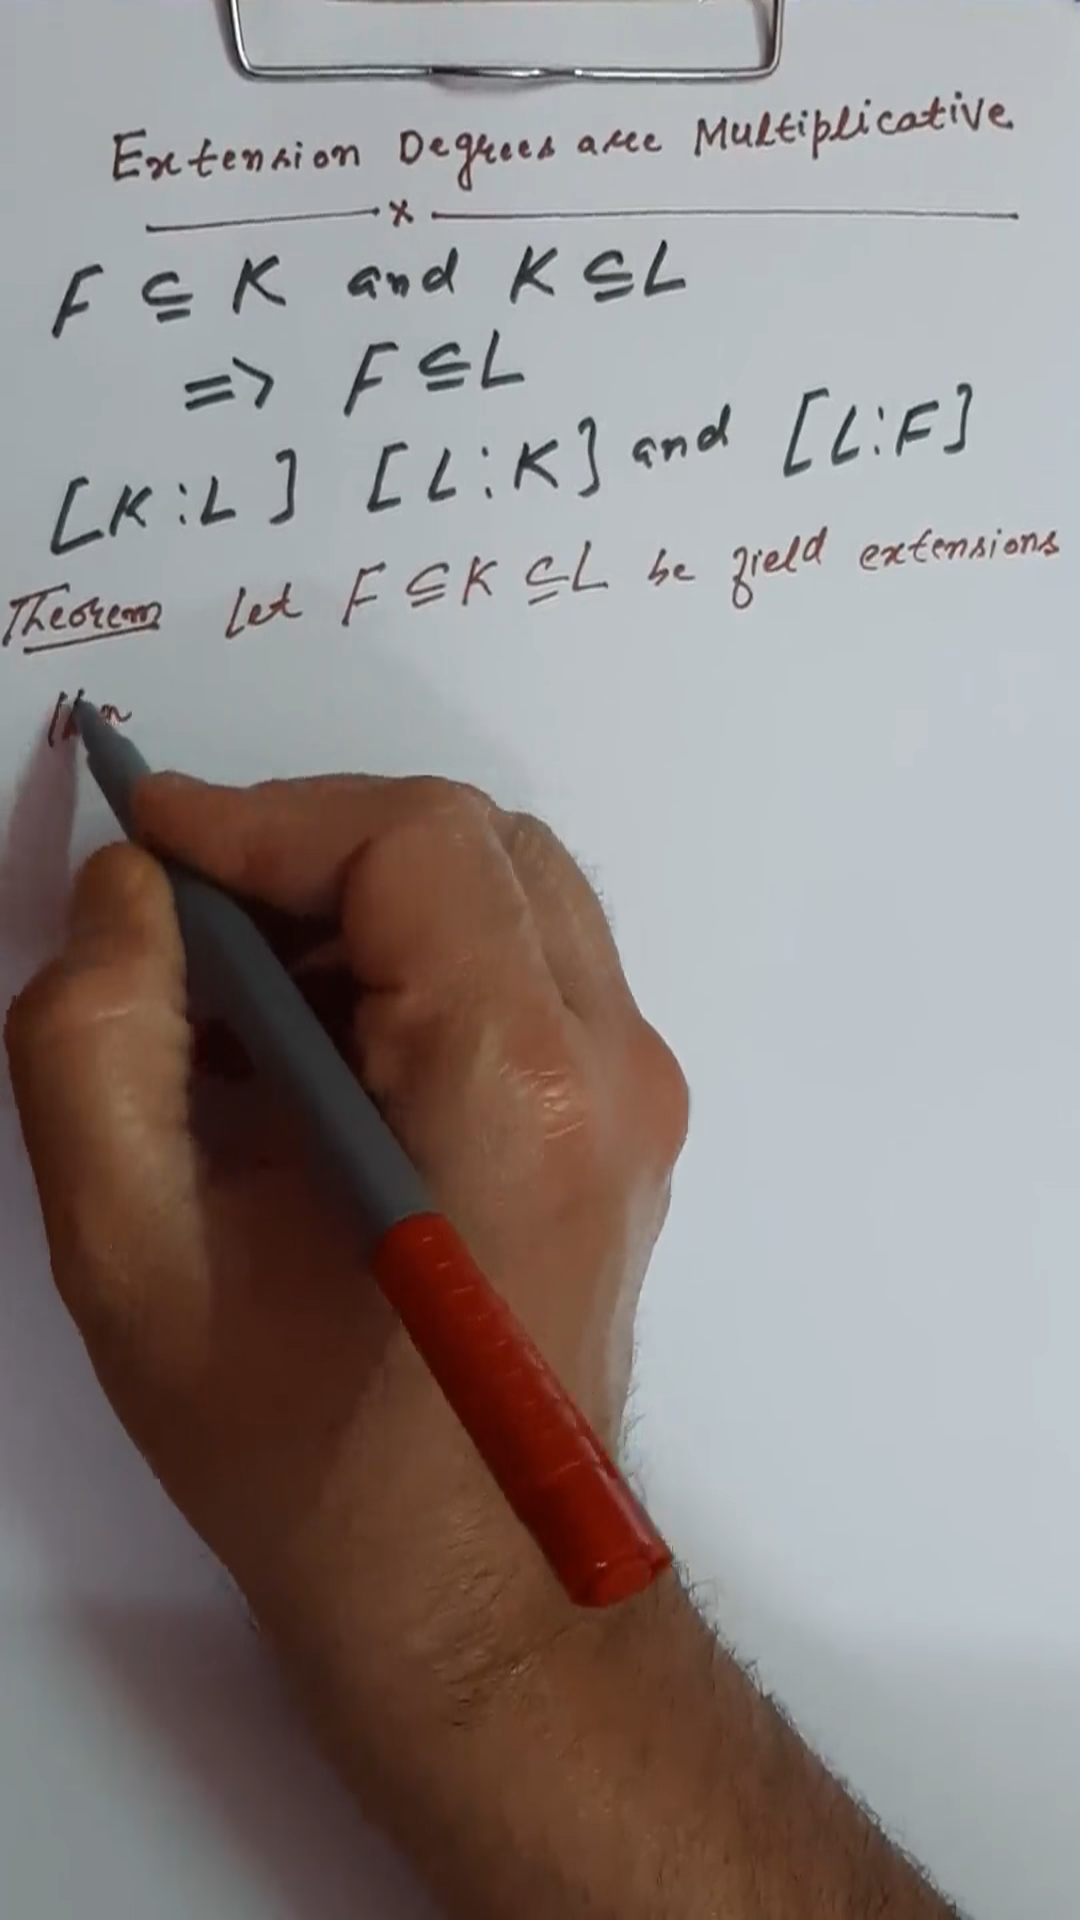 Extension Degrees are Multiplicative
x
F ⊆ K and K ⊆ L
=> F ⊆ L
[K:L] [L:K] and [L:F]
Theorem Let F ⊆ K ⊆ L be field extensions